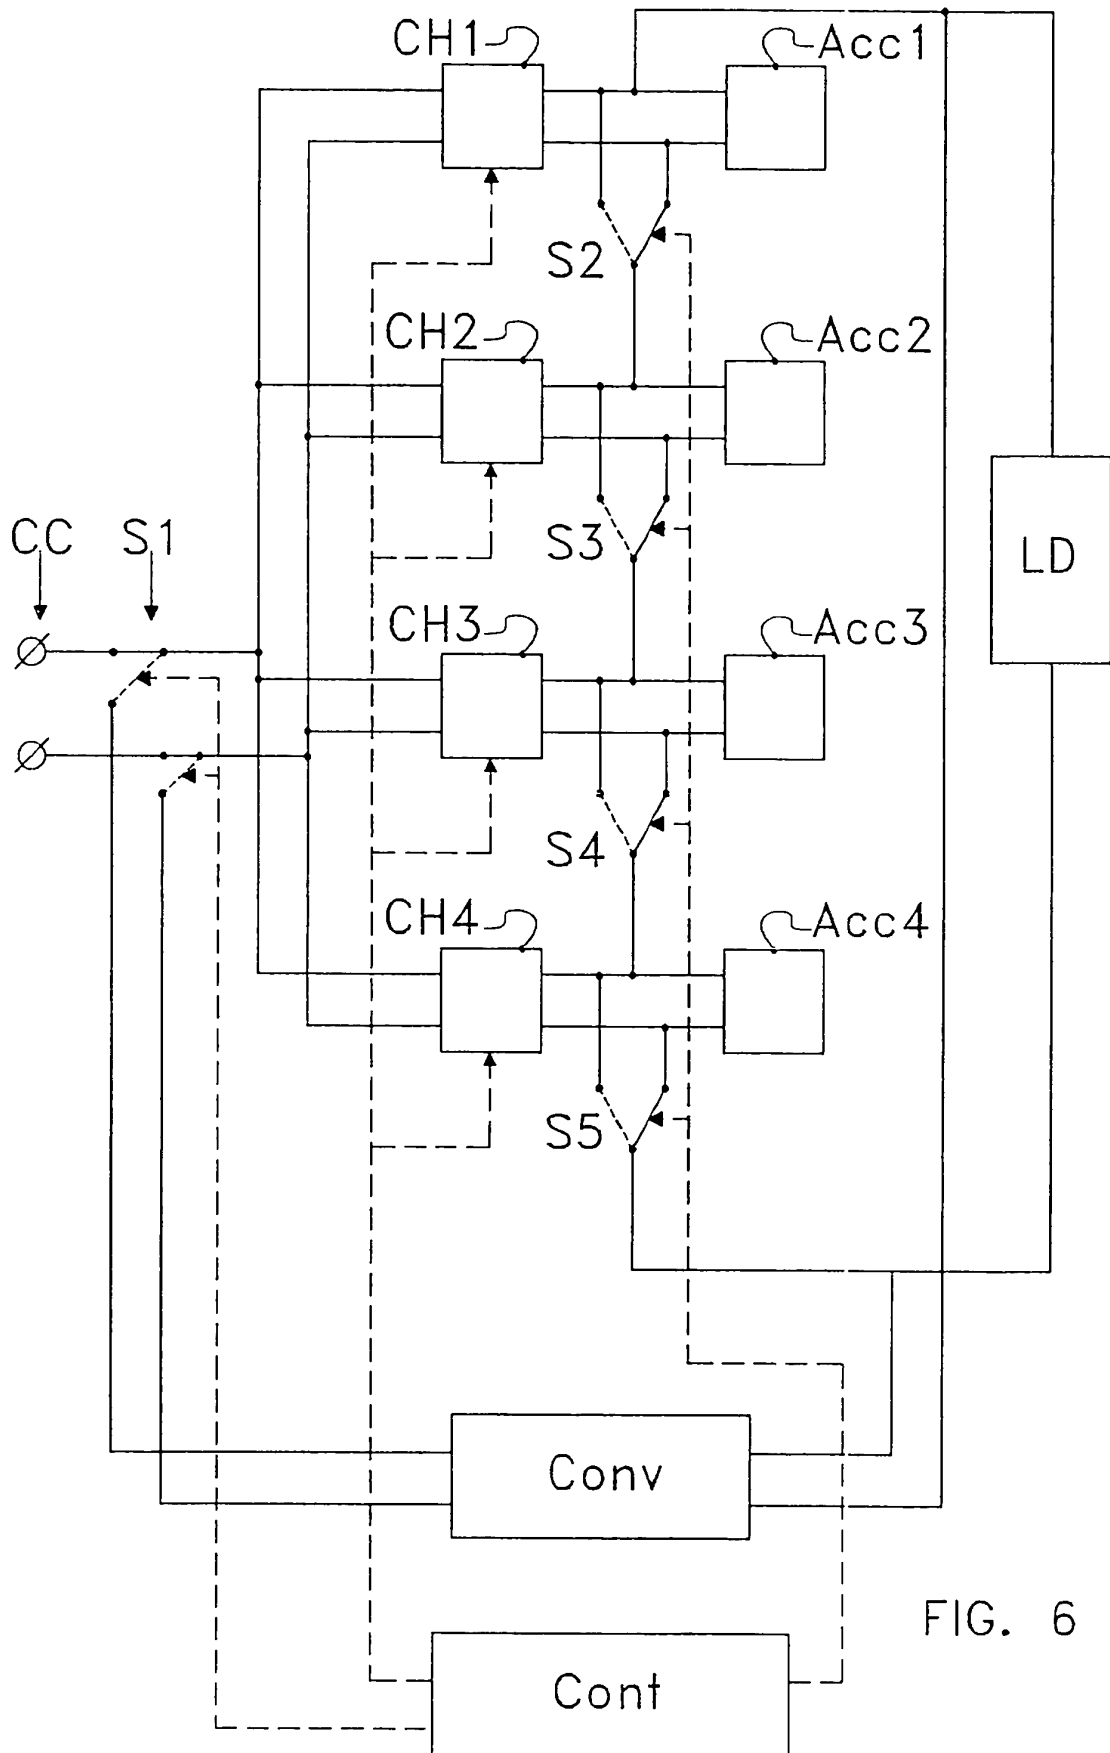 CH1
Acc1
S2
CH2
Acc2
S3
CC
S1
LD
CH3
Acc3
S4
CH4
Acc4
S5
Conv
FIG. 6
Cont